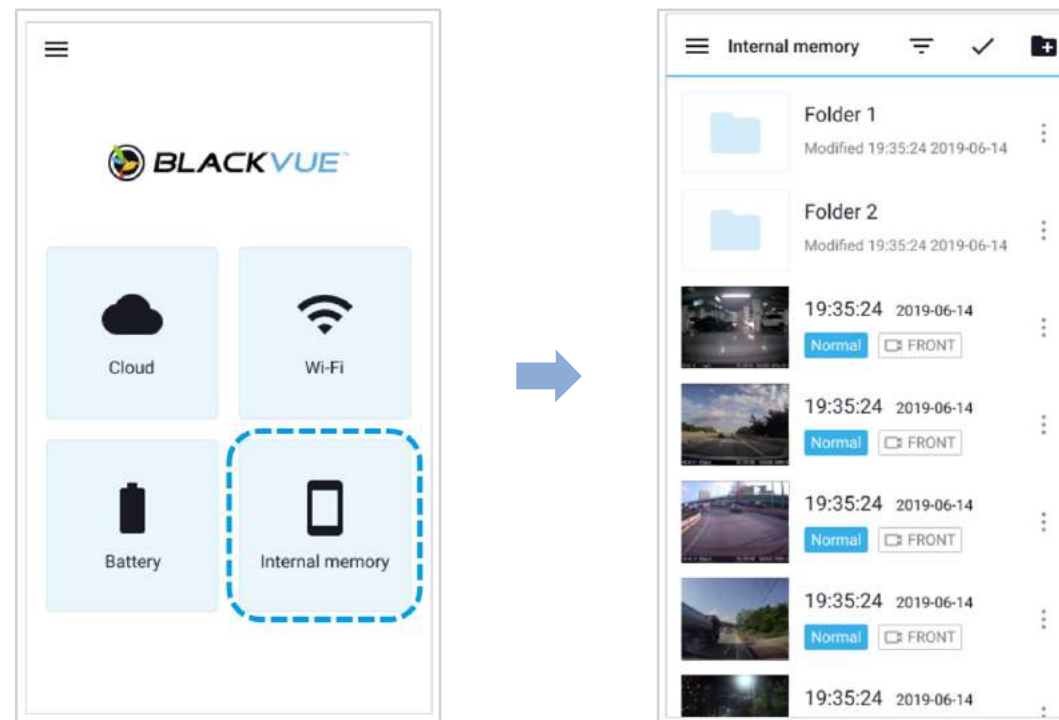 BLACKVUE™
Cloud
Wi-Fi
Battery
Internal memory
Internal memory
Folder 1
Modified 19:35:24 2019-06-14
Folder 2
Modified 19:35:24 2019-06-14
19:35:24 2019-06-14
Normal FRONT
19:35:24 2019-06-14
Normal FRONT
19:35:24 2019-06-14
Normal FRONT
19:35:24 2019-06-14
Normal FRONT
19:35:24 2019-06-14